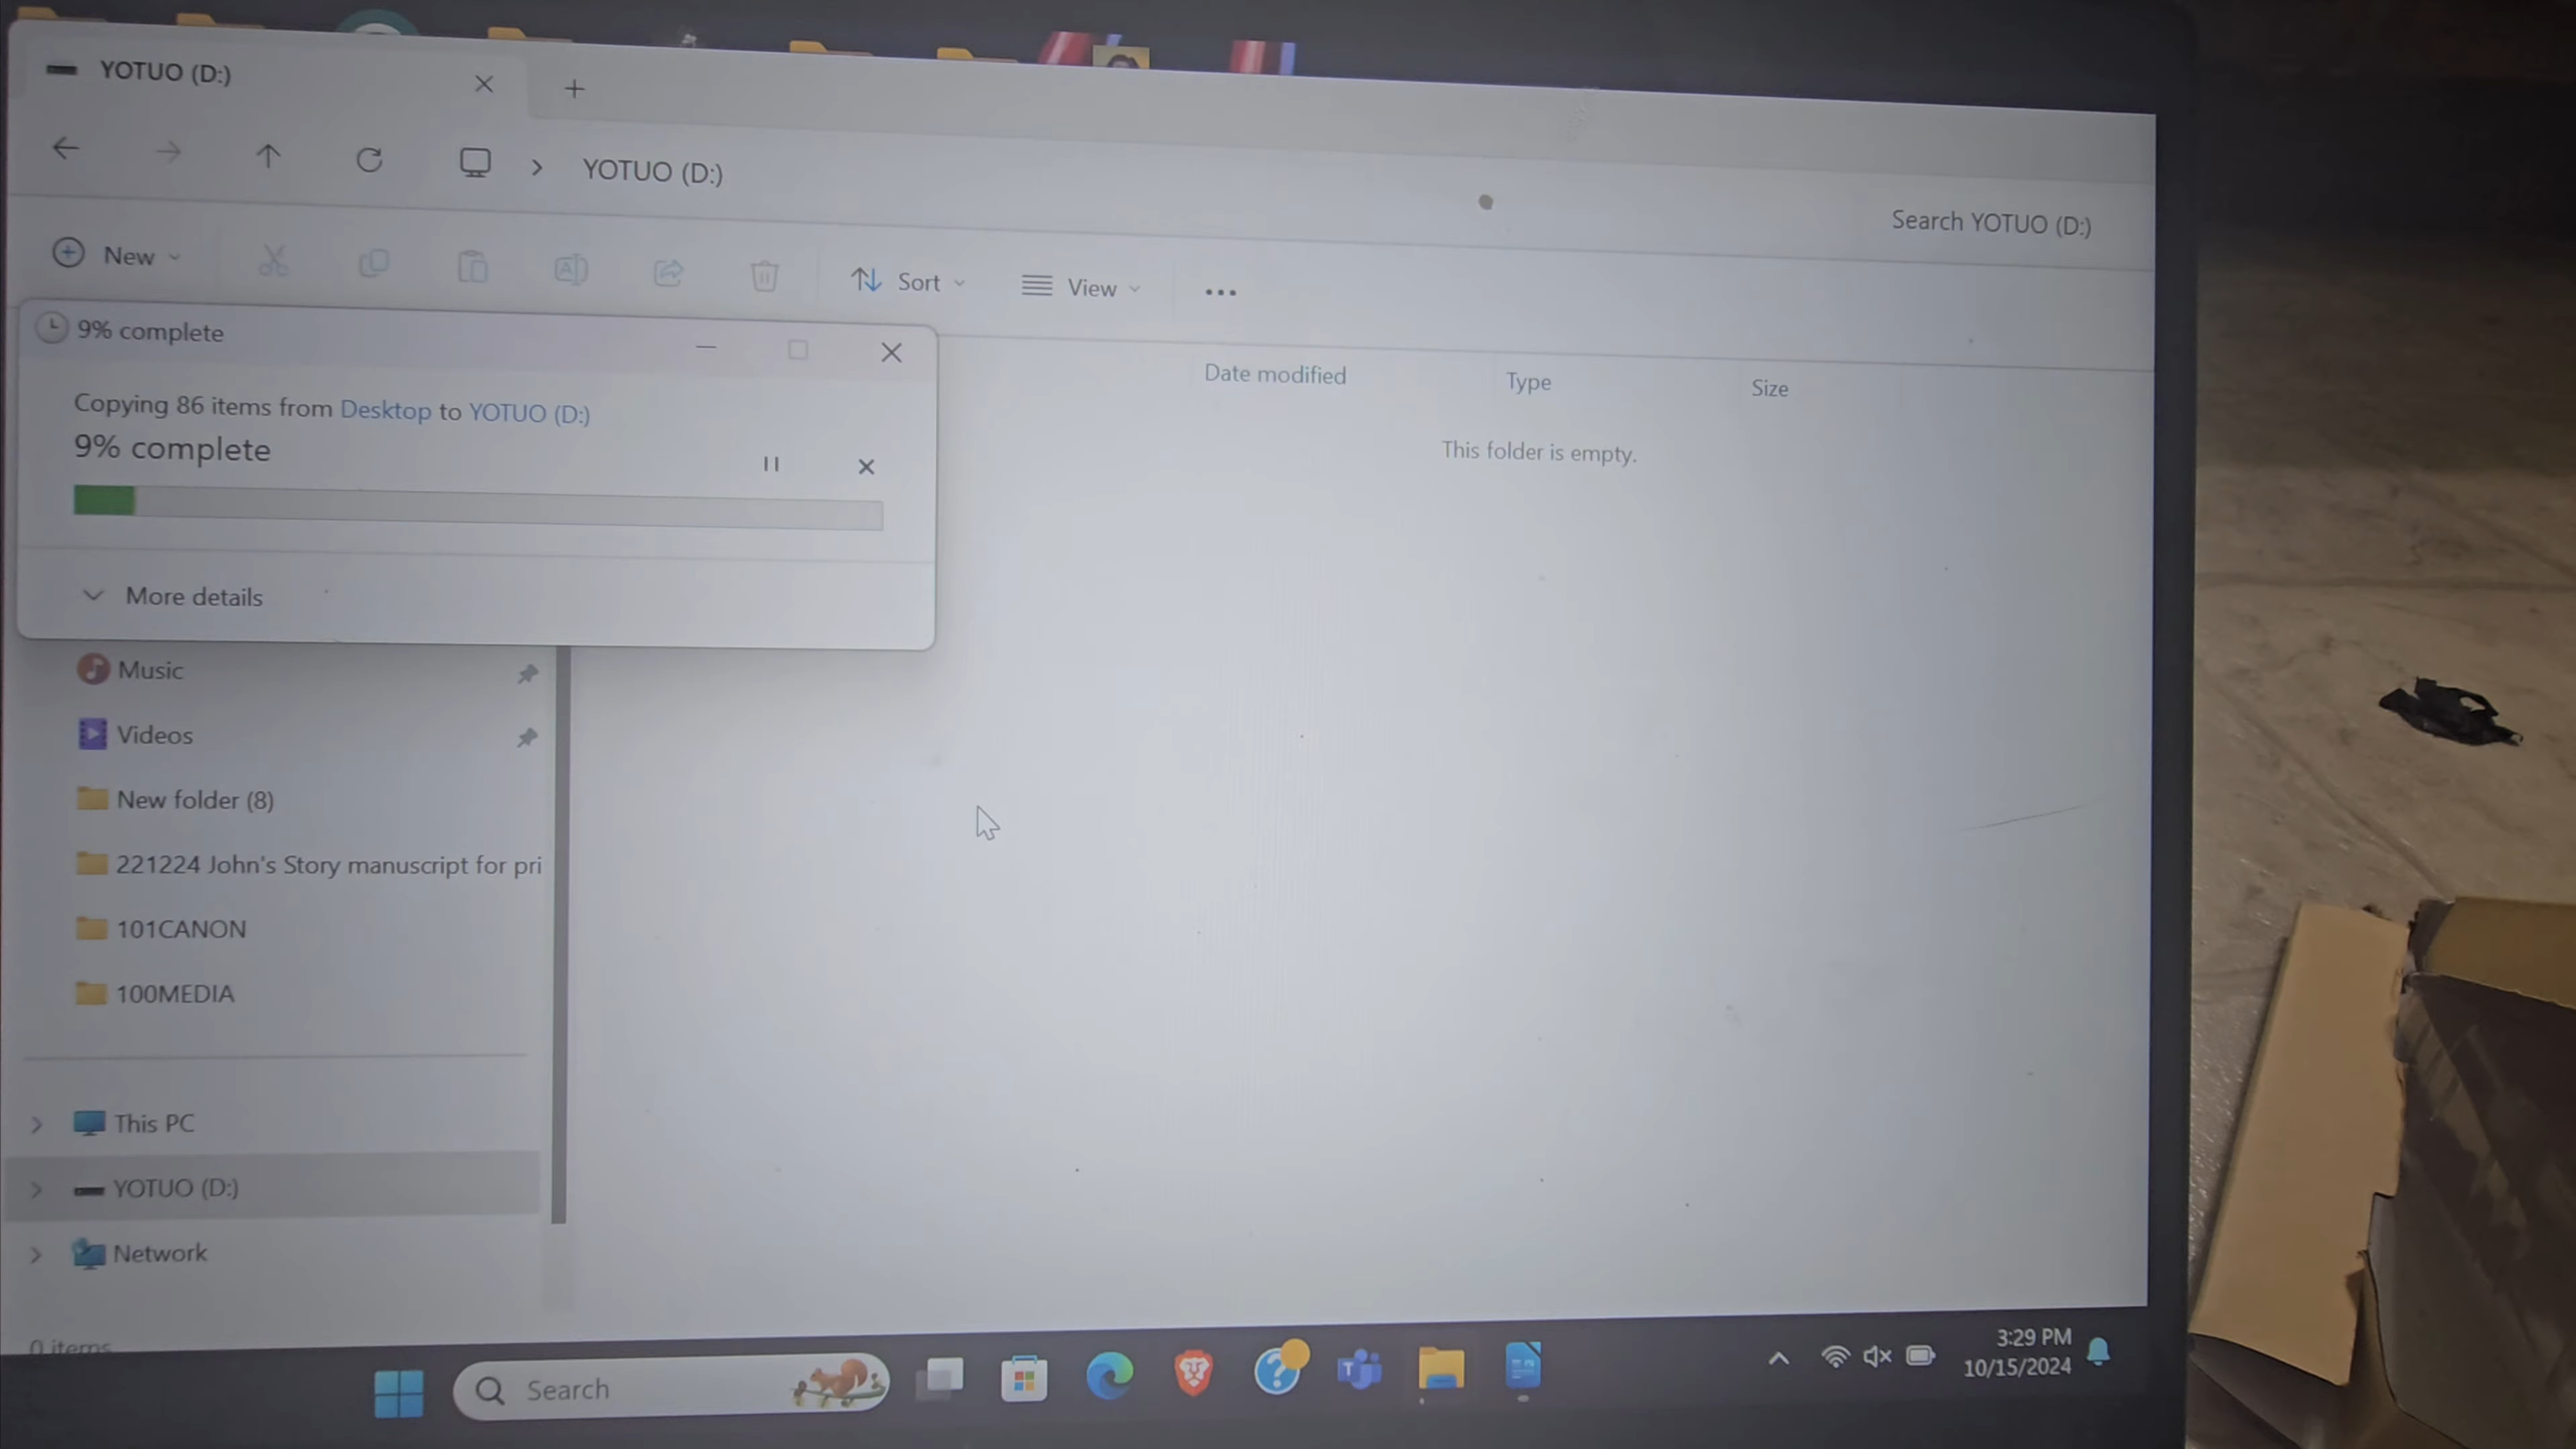 YOTUO (D:)
YOTUO (D:)
Search YOTUO (D:)
New
Sort
View
9% complete
Copying 86 items from Desktop to YOTUO (D:)
9% complete
More details
Date modified
Type
Size
This folder is empty.
Music
Videos
New folder (8)
221224 John's Story manuscript for pri
101CANON
100MEDIA
This PC
YOTUO (D:)
Network
0 items
Search
3:29 PM
10/15/2024